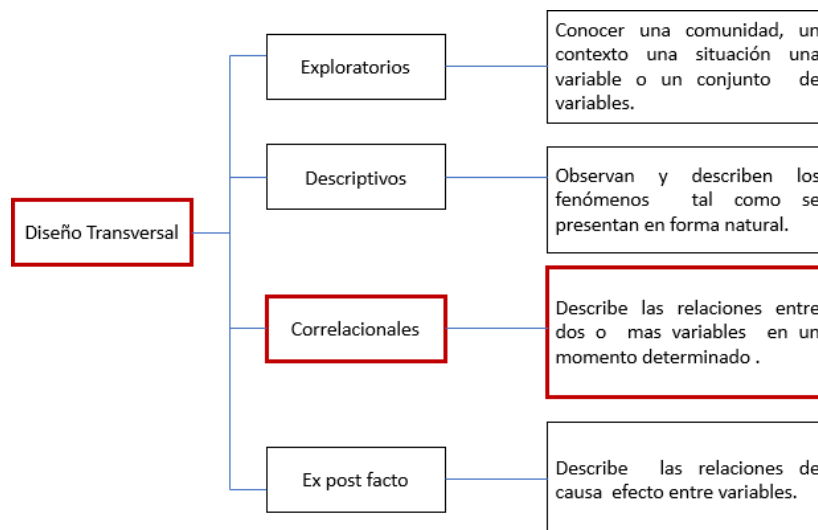 Diseño Transversal
Exploratorios
Conocer una comunidad, un
contexto una situación una
variable o un conjunto de
variables.
Descriptivos
Observan y describen los
fenómenos tal como se
presentan en forma natural.
Correlacionales
Describe las relaciones entre
dos o mas variables en un
momento determinado .
Ex post facto
Describe las relaciones de
causa efecto entre variables.